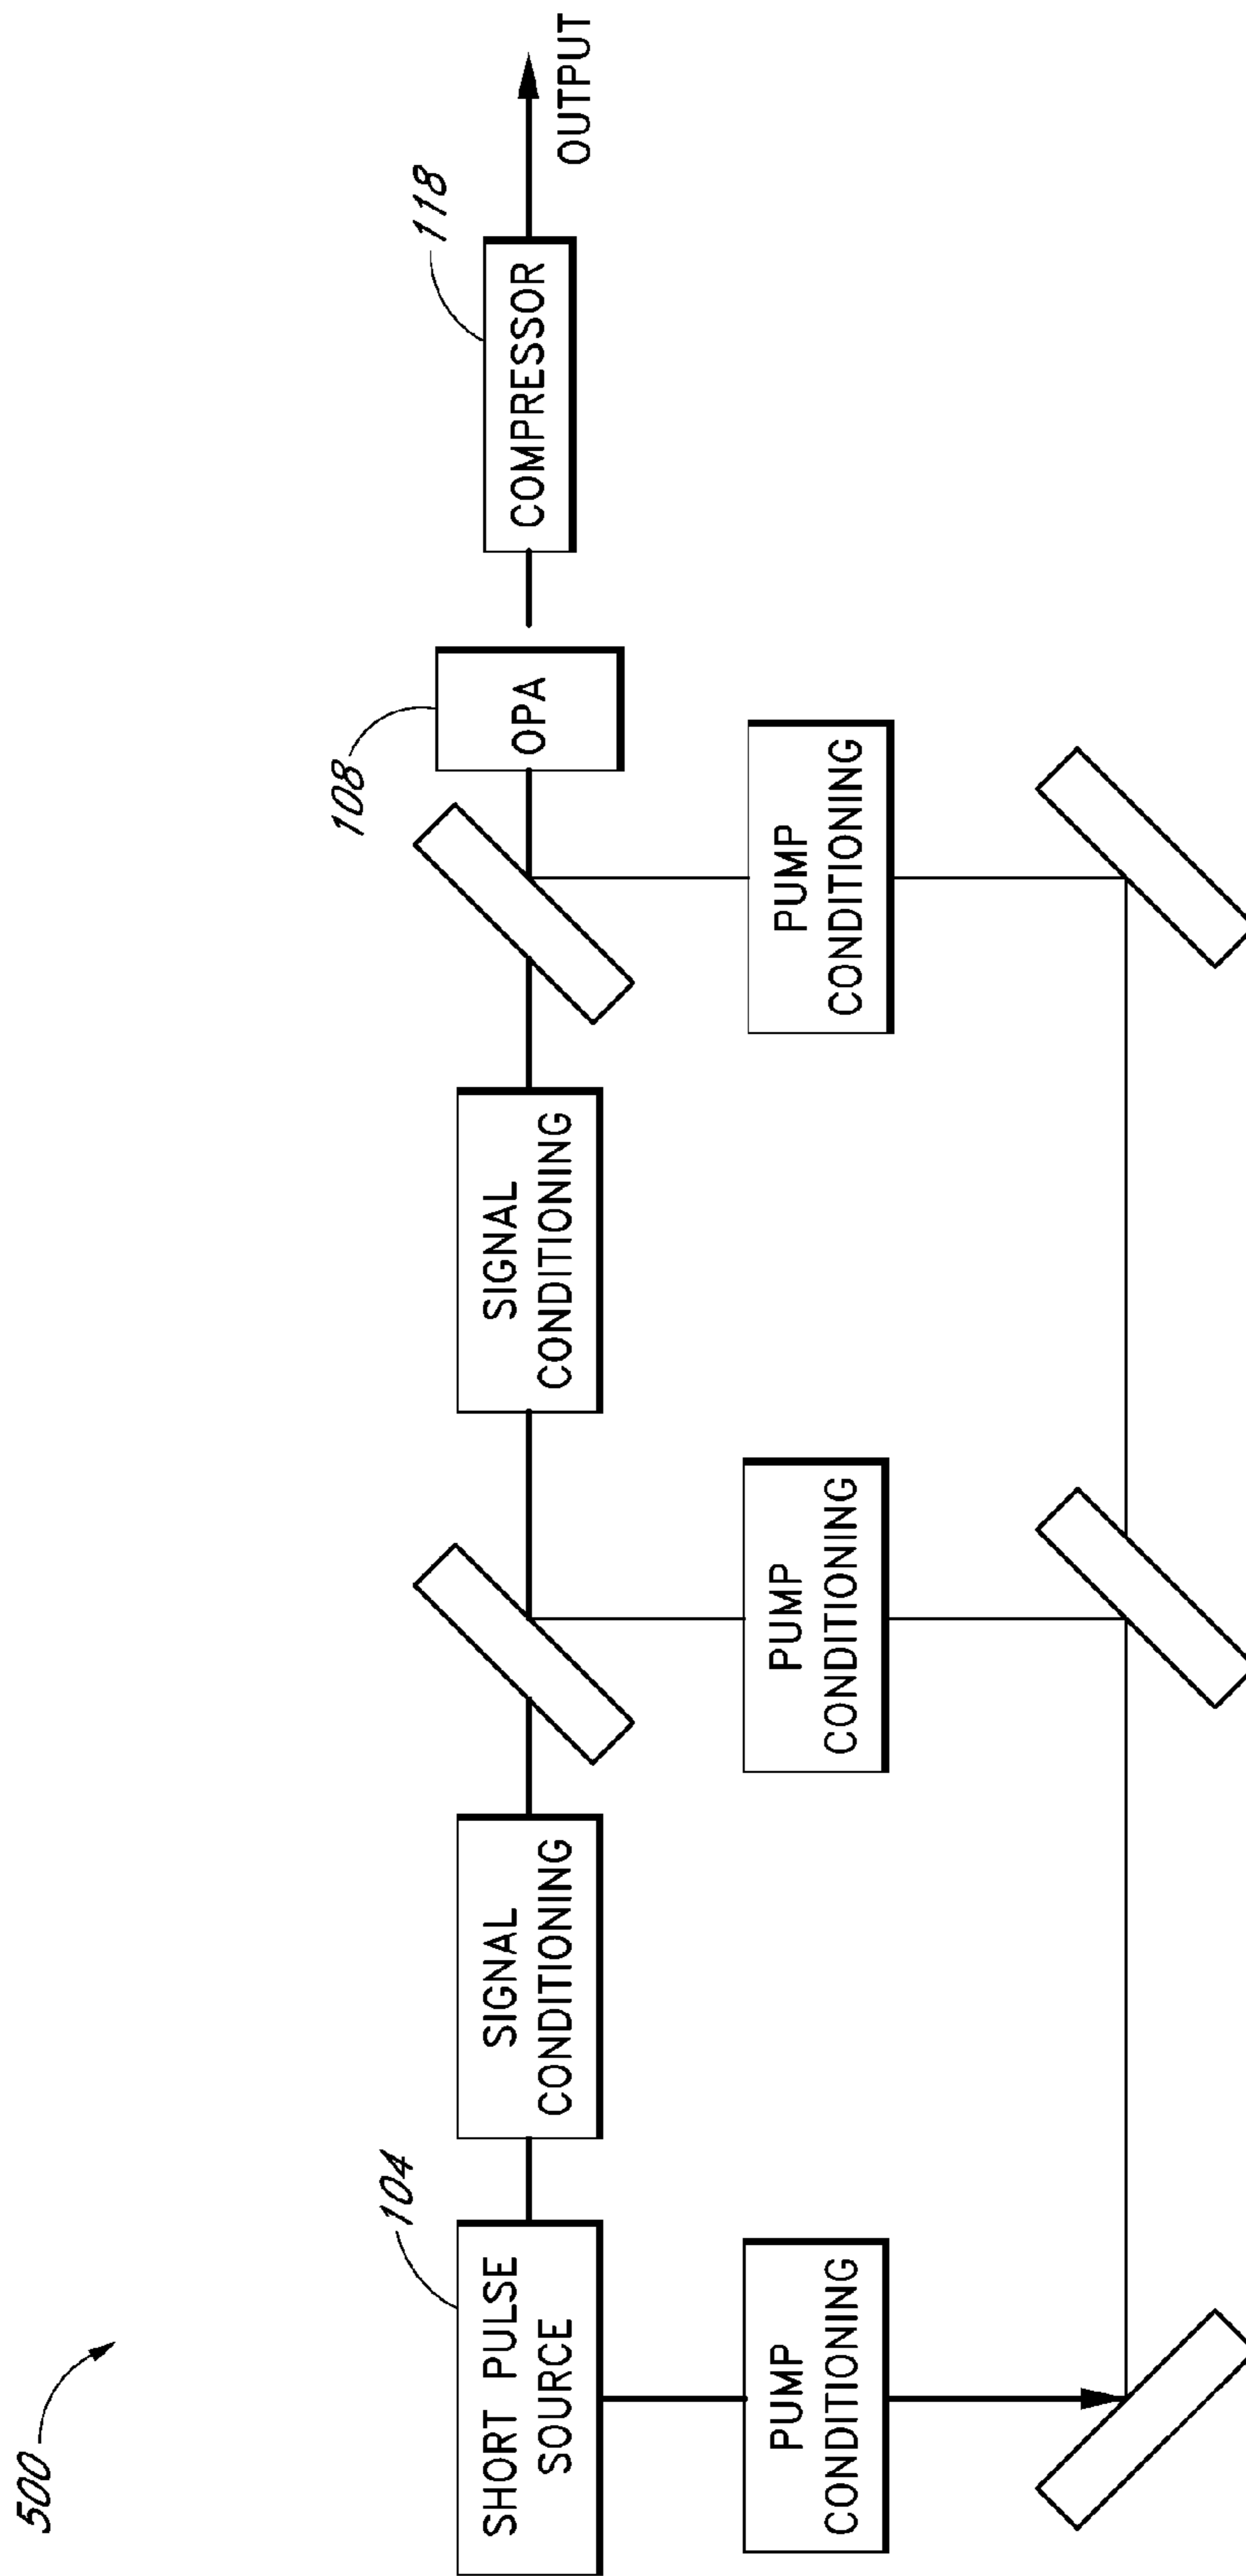 500
104
108
118
SHORT PULSE
SOURCE
SIGNAL
CONDITIONING
SIGNAL
CONDITIONING
OPA
COMPRESSOR
OUTPUT
PUMP
CONDITIONING
PUMP
CONDITIONING
PUMP
CONDITIONING